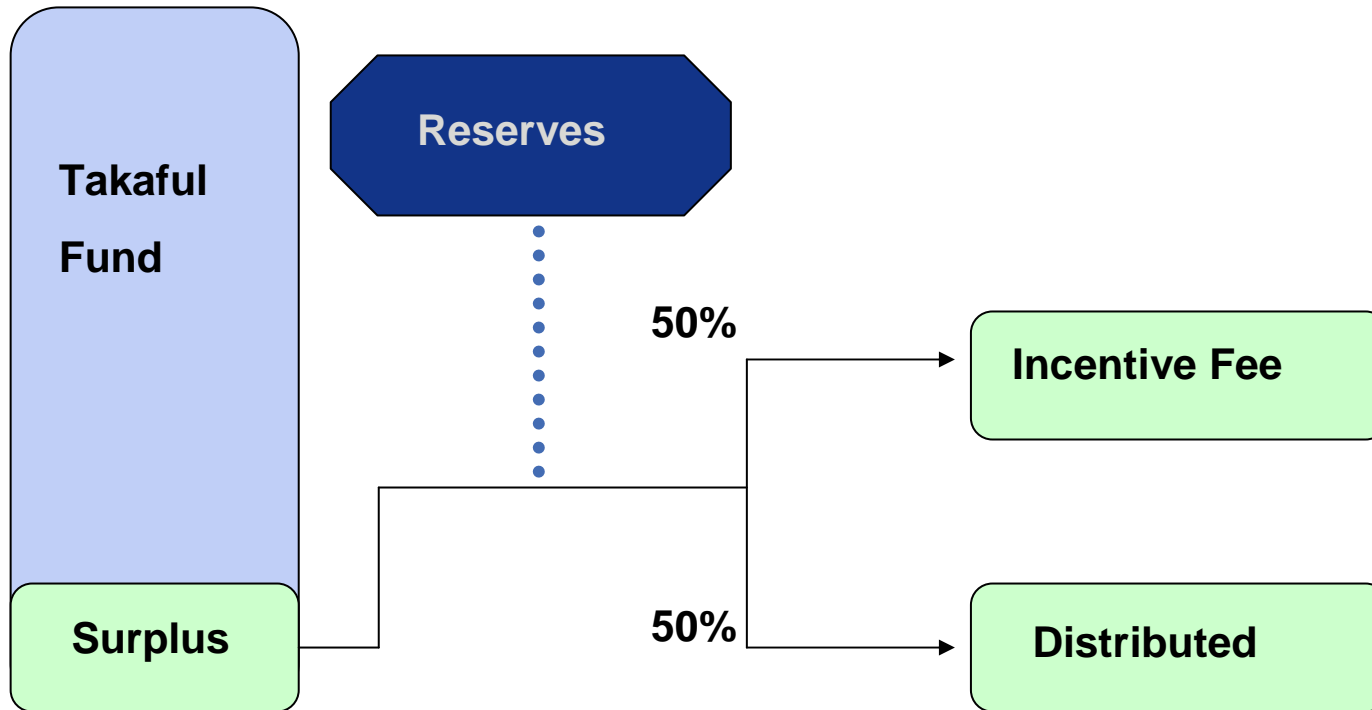 Takaful
Fund
Reserves
50%
Incentive Fee
Surplus
50%
Distributed